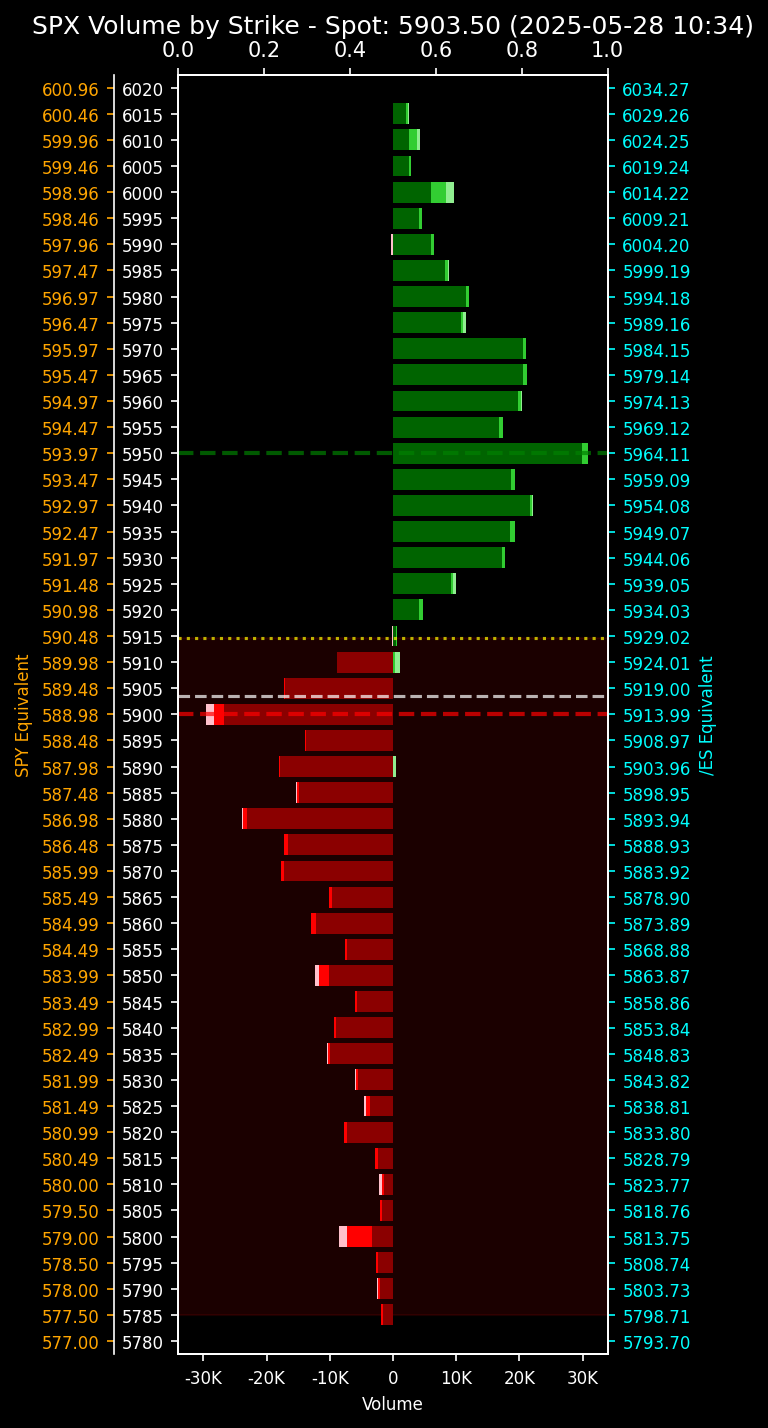 SPX Volume by Strike - Spot: 5903.50 (2025-05-28 10:34)
0.0 0.2 0.4 0.6 0.8 1.0
600.96 6020 6034.27
600.46 6015 6029.26
599.96 6010 6024.25
599.46 6005 6019.24
598.96 6000 6014.22
598.46 5995 6009.21
597.96 5990 6004.20
597.47 5985 5999.19
596.97 5980 5994.18
596.47 5975 5989.16
595.97 5970 5984.15
595.47 5965 5979.14
594.97 5960 5974.13
594.47 5955 5969.12
593.97 5950 5964.11
593.47 5945 5959.09
592.97 5940 5954.08
592.47 5935 5949.07
591.97 5930 5944.06
591.48 5925 5939.05
590.98 5920 5934.03
590.48 5915 5929.02
589.98 5910 5924.01
589.48 5905 5919.00
588.98 5900 5913.99
588.48 5895 5908.97
587.98 5890 5903.96
587.48 5885 5898.95
586.98 5880 5893.94
586.48 5875 5888.93
585.99 5870 5883.92
585.49 5865 5878.90
584.99 5860 5873.89
584.49 5855 5868.88
583.99 5850 5863.87
583.49 5845 5858.86
582.99 5840 5853.84
582.49 5835 5848.83
581.99 5830 5843.82
581.49 5825 5838.81
580.99 5820 5833.80
580.49 5815 5828.79
580.00 5810 5823.77
579.50 5805 5818.76
579.00 5800 5813.75
578.50 5795 5808.74
578.00 5790 5803.73
577.50 5785 5798.71
577.00 5780 5793.70
SPY Equivalent
/ES Equivalent
-30K -20K -10K 0 10K 20K 30K
Volume